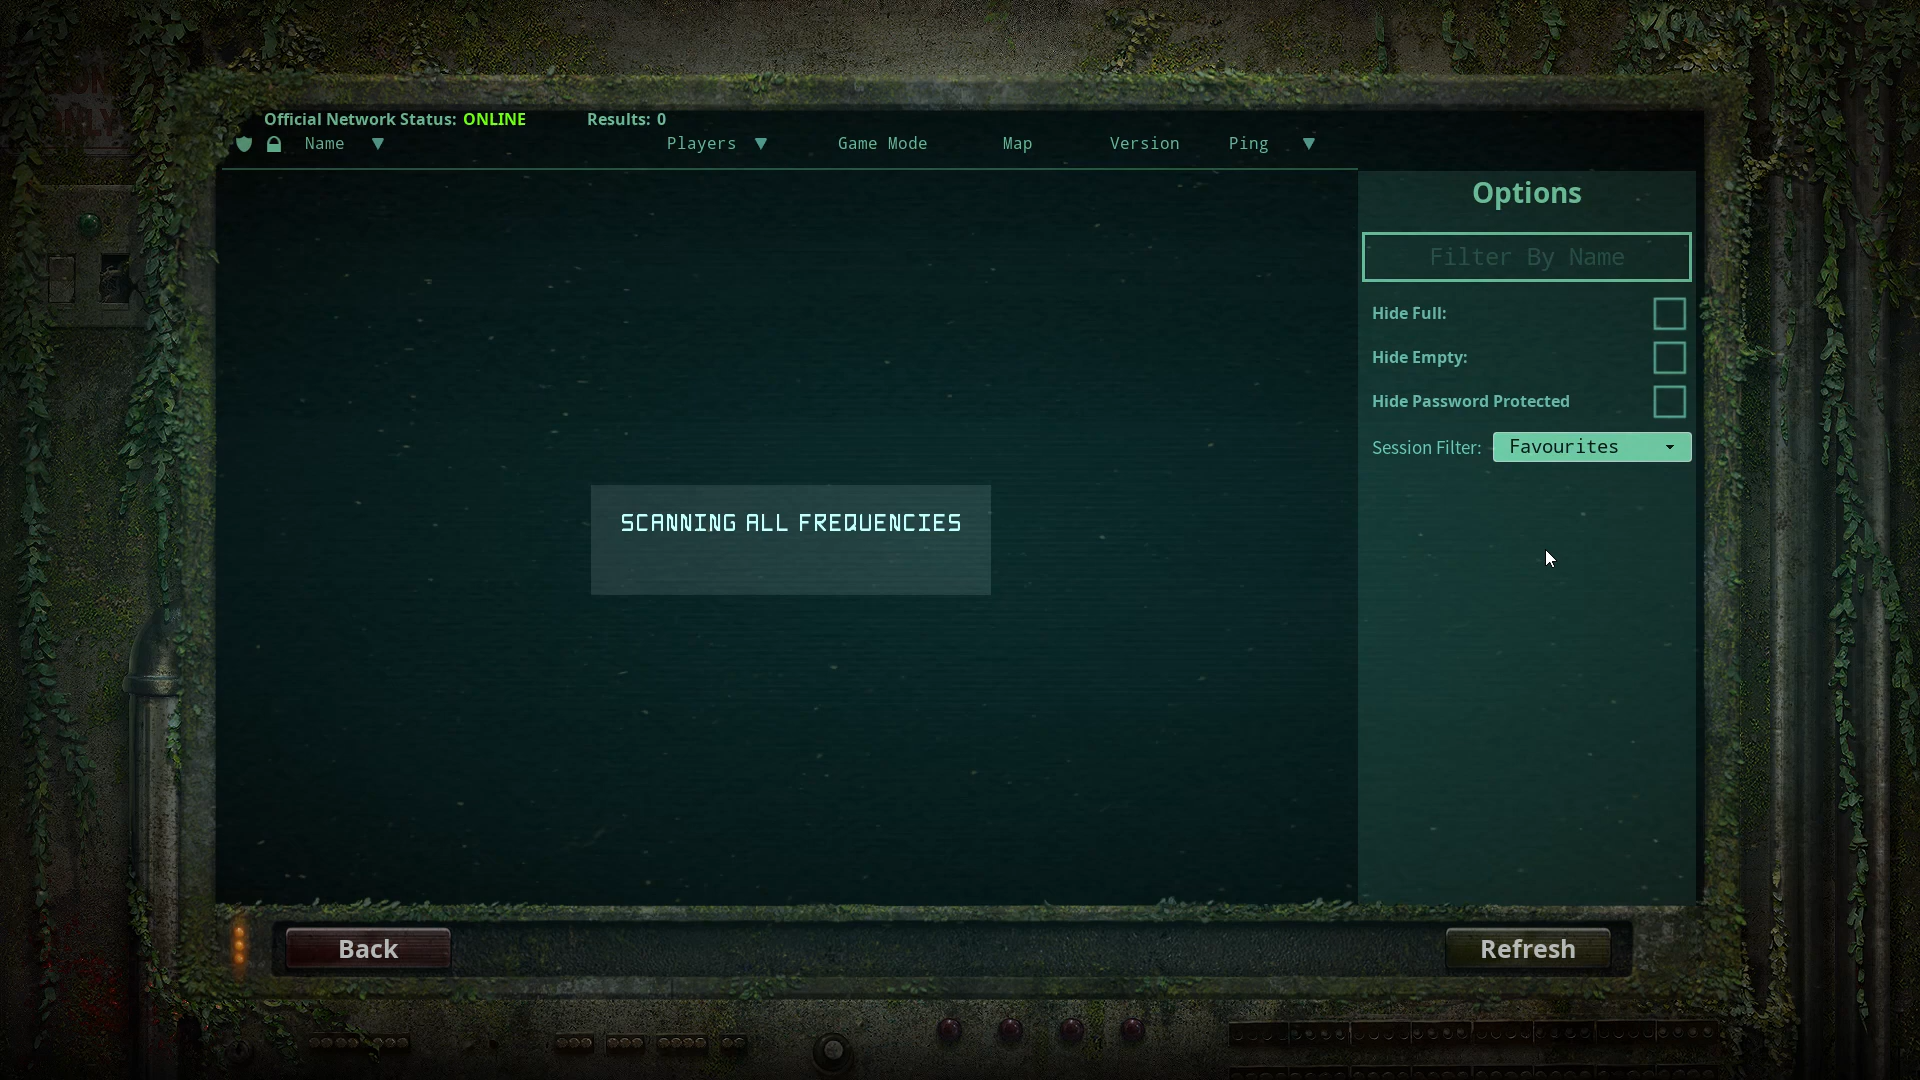 Official Network Status: ONLINE
Results: 0
Name ▼ Players ▼ Game Mode Map Version Ping ▼
Options
Filter By Name
Hide Full:
Hide Empty:
Hide Password Protected
Session Filter: Favourites
SCANNING ALL FREQUENCIES
Back
Refresh